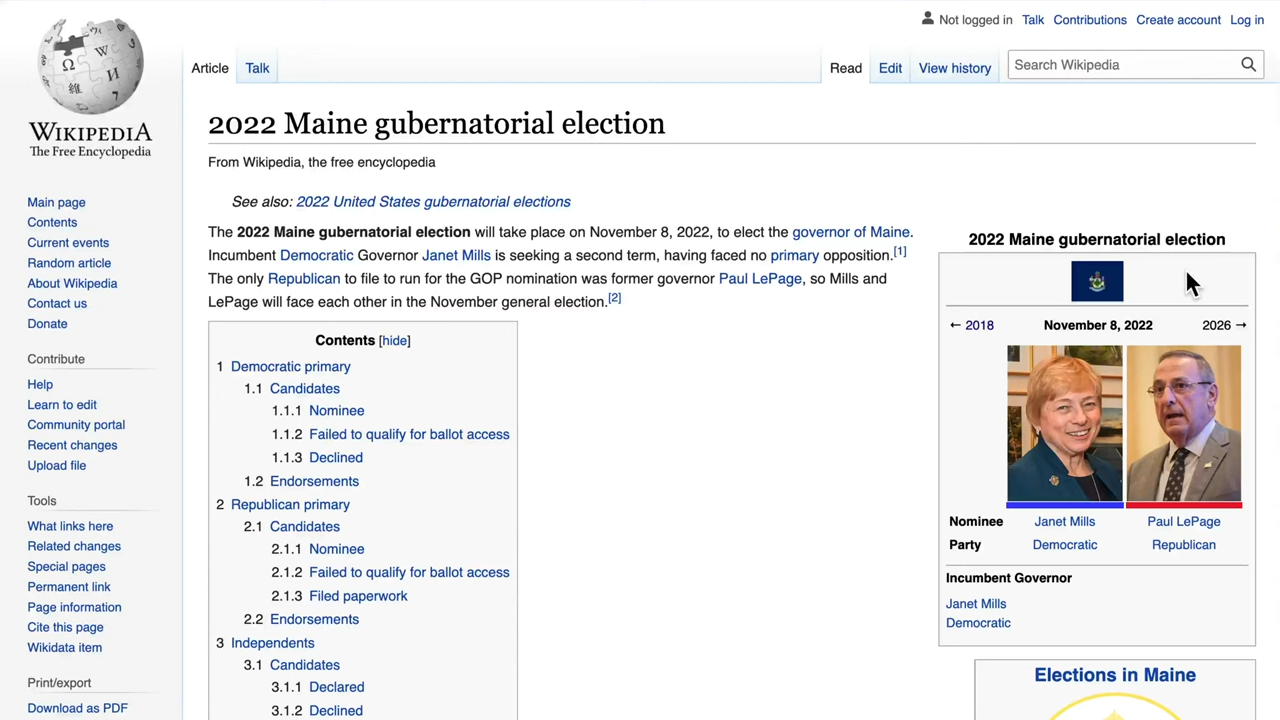 Not logged in Talk Contributions Create account Log in
Article Talk Read Edit View history Search Wikipedia
WIKIPEDIA
The Free Encyclopedia
Main page
Contents
Current events
Random article
About Wikipedia
Contact us
Donate
Contribute
Help
Learn to edit
Community portal
Recent changes
Upload file
Tools
What links here
Related changes
Special pages
Permanent link
Page information
Cite this page
Wikidata item
Print/export
Download as PDF
2022 Maine gubernatorial election
From Wikipedia, the free encyclopedia
See also: 2022 United States gubernatorial elections
The 2022 Maine gubernatorial election will take place on November 8, 2022, to elect the governor of Maine.
Incumbent Democratic Governor Janet Mills is seeking a second term, having faced no primary opposition.[1]
The only Republican to file to run for the GOP nomination was former governor Paul LePage, so Mills and
LePage will face each other in the November general election.[2]
Contents [hide]
1 Democratic primary
1.1 Candidates
1.1.1 Nominee
1.1.2 Failed to qualify for ballot access
1.1.3 Declined
1.2 Endorsements
2 Republican primary
2.1 Candidates
2.1.1 Nominee
2.1.2 Failed to qualify for ballot access
2.1.3 Filed paperwork
2.2 Endorsements
3 Independents
3.1 Candidates
3.1.1 Declared
3.1.2 Declined
2022 Maine gubernatorial election
← 2018 November 8, 2022 2026 →
Nominee Janet Mills Paul LePage
Party Democratic Republican
Incumbent Governor
Janet Mills
Democratic
Elections in Maine